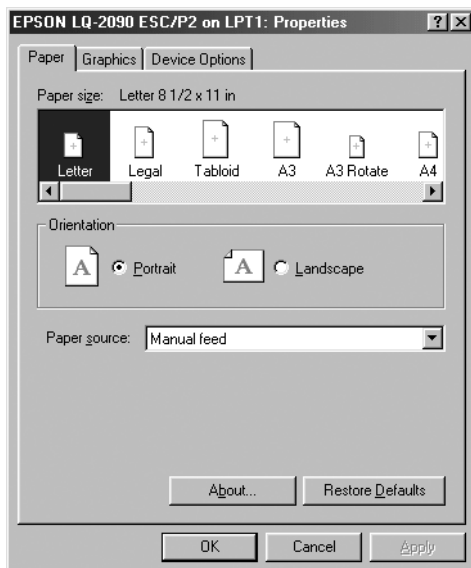 EPSON LQ-2090 ESC/P2 on LPT1: Properties
Paper Graphics Device Options
Paper size: Letter 8 1/2 x 11 in
Letter Legal Tabloid A3 A3 Rotate A4
Orientation
A Portrait A Landscape
Paper source: Manual feed
About... Restore Defaults
OK Cancel Apply